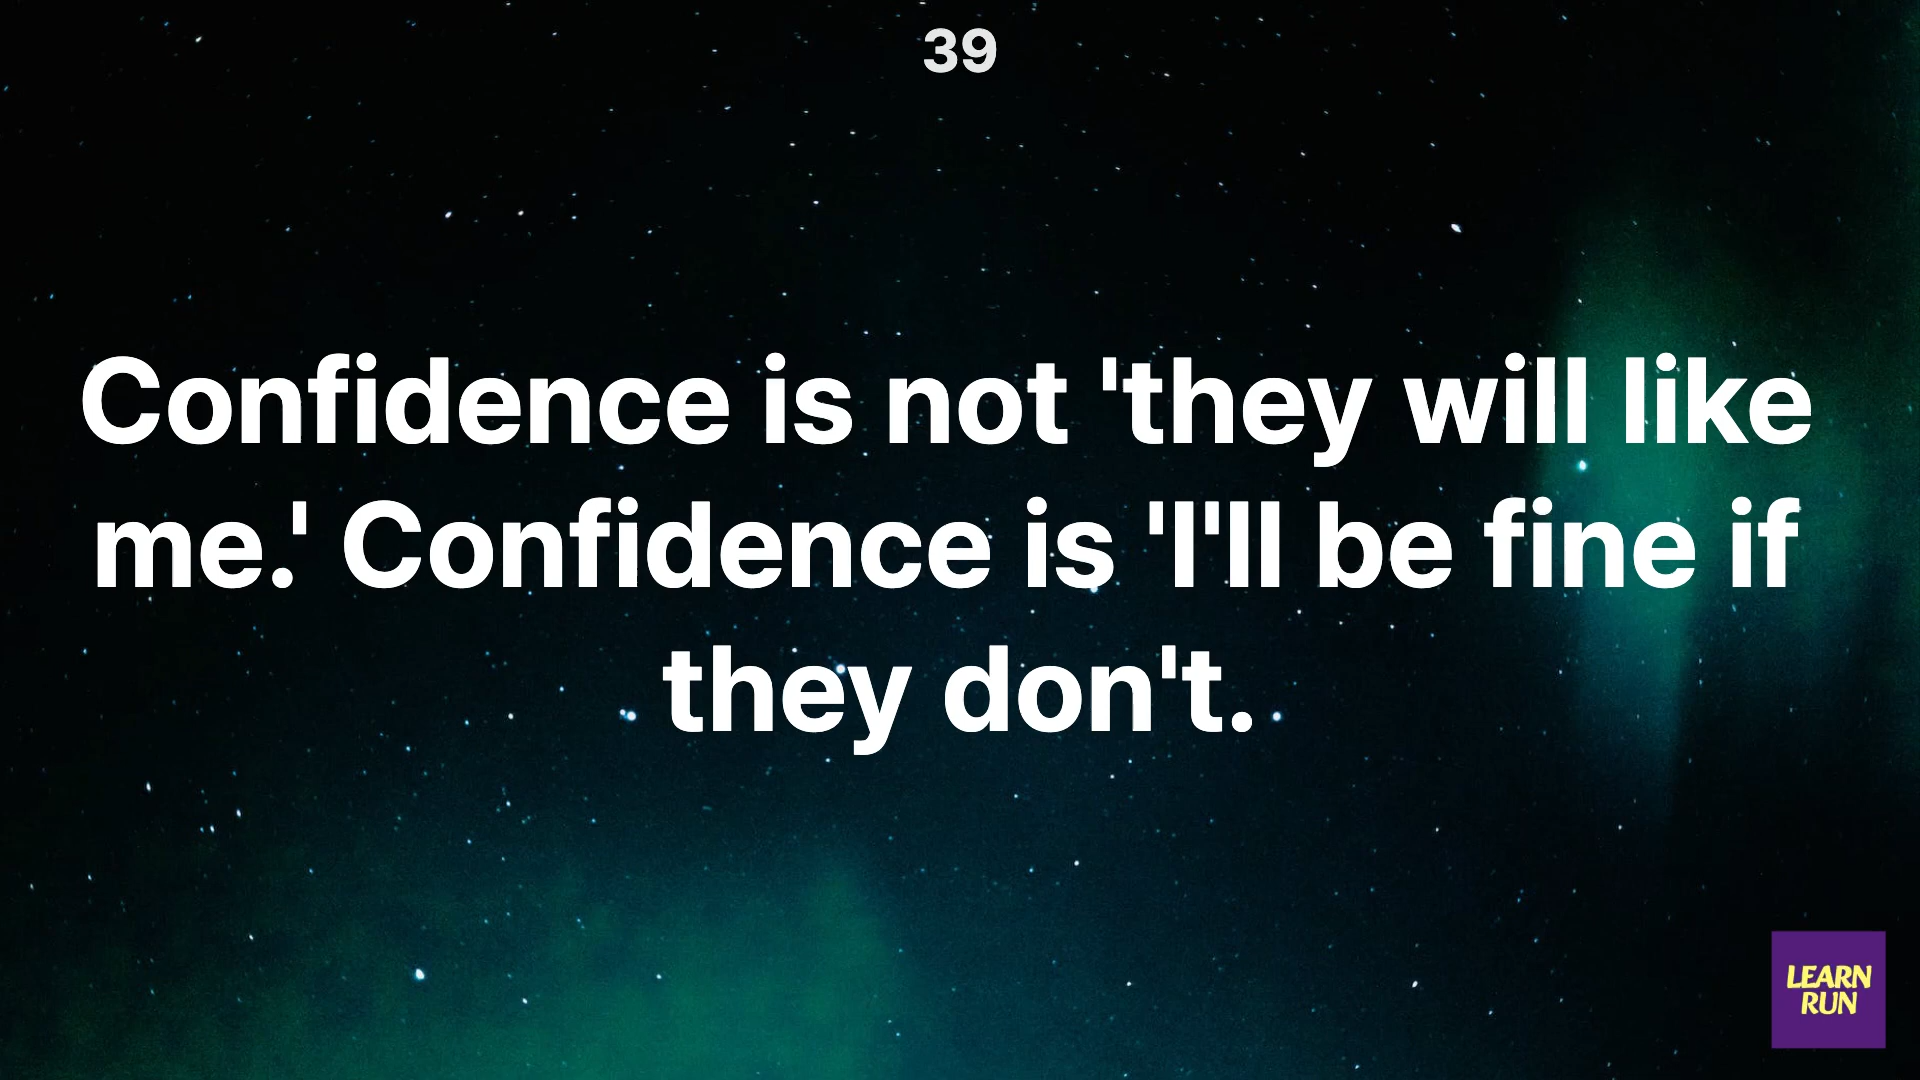 39
Confidence is not 'they will like
me.' Confidence is 'I'll be fine if
they don't.
LEARN
RUN